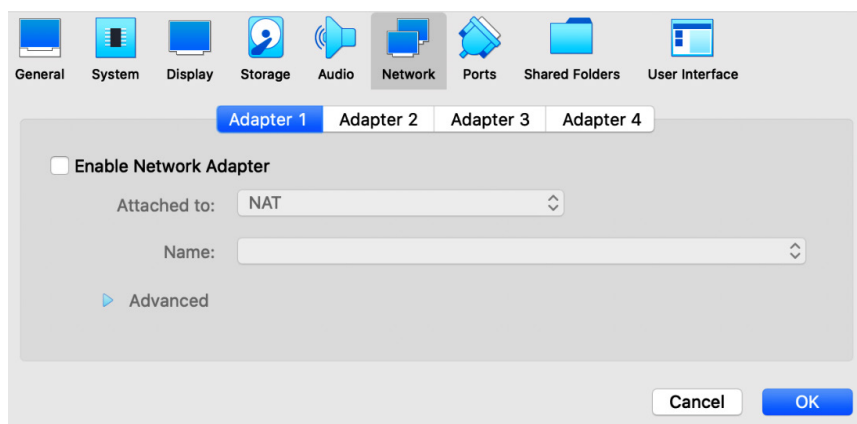 General System Display Storage Audio Network Ports Shared Folders User Interface
Adapter 1 Adapter 2 Adapter 3 Adapter 4
Enable Network Adapter
Attached to: NAT
Name:
Advanced
Cancel OK